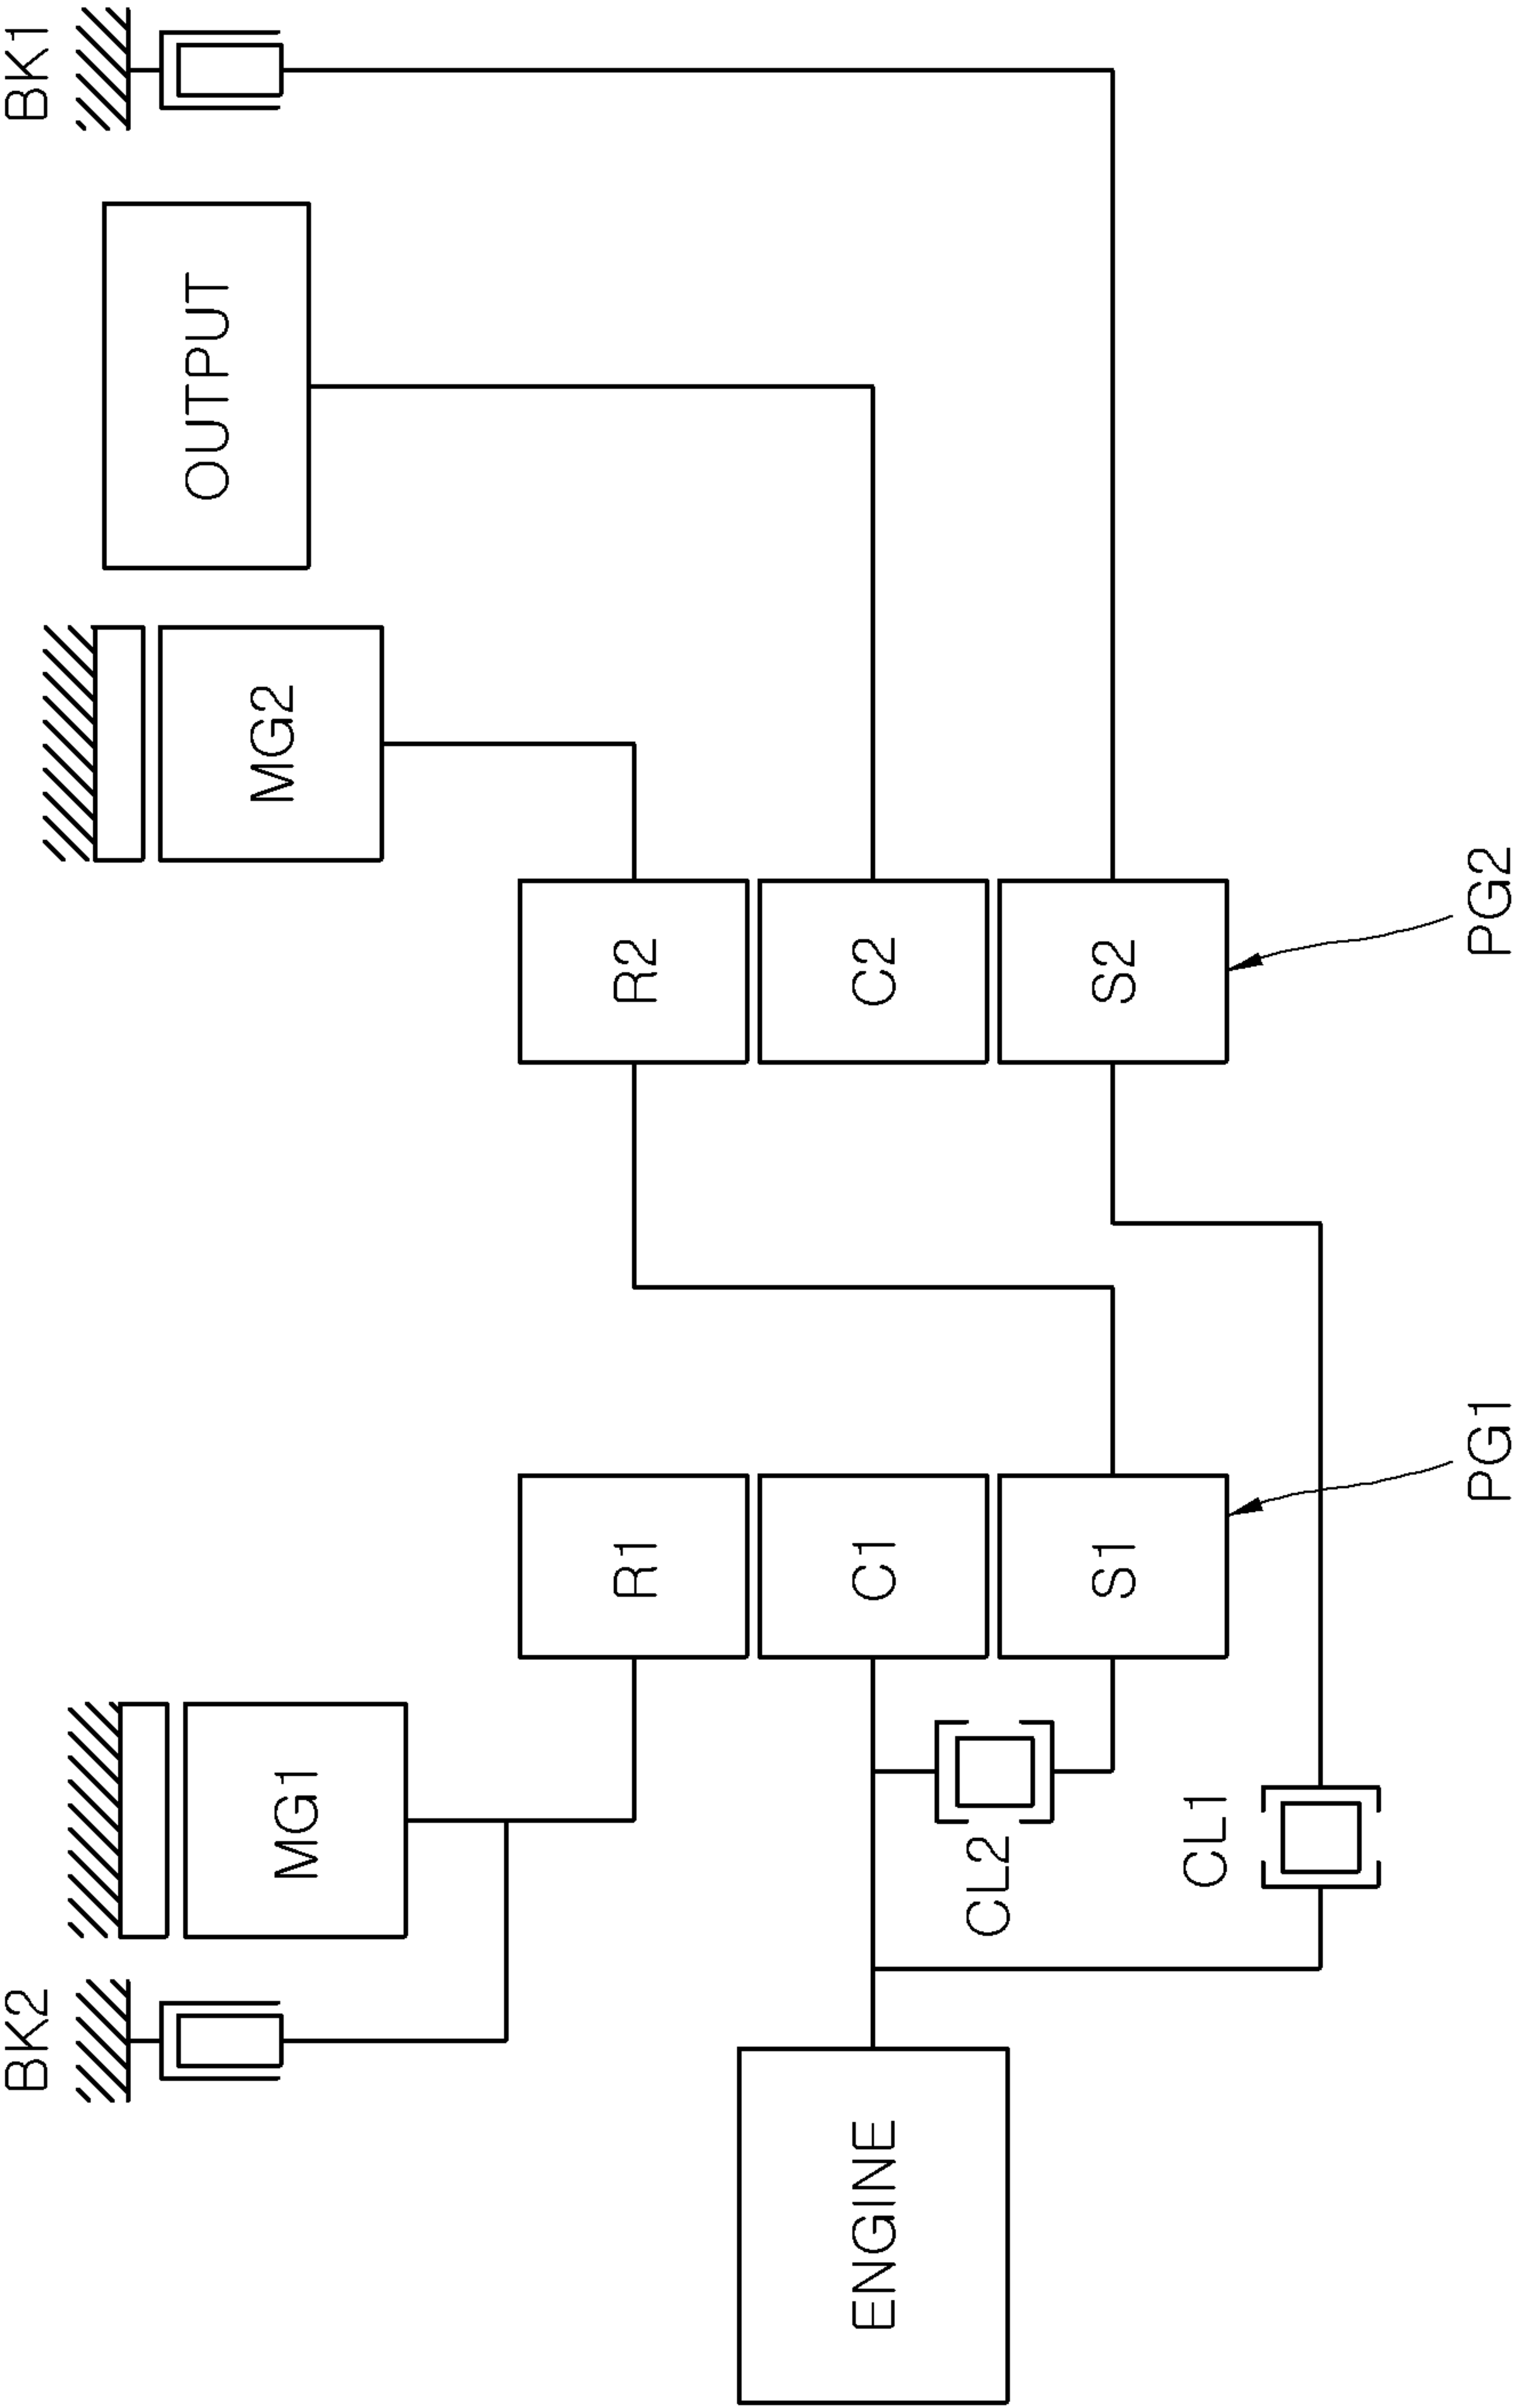 BK2
MG1
MG2
OUTPUT
BK1
R1
R2
ENGINE
C1
C2
CL2
S1
S2
CL1
PG1
PG2